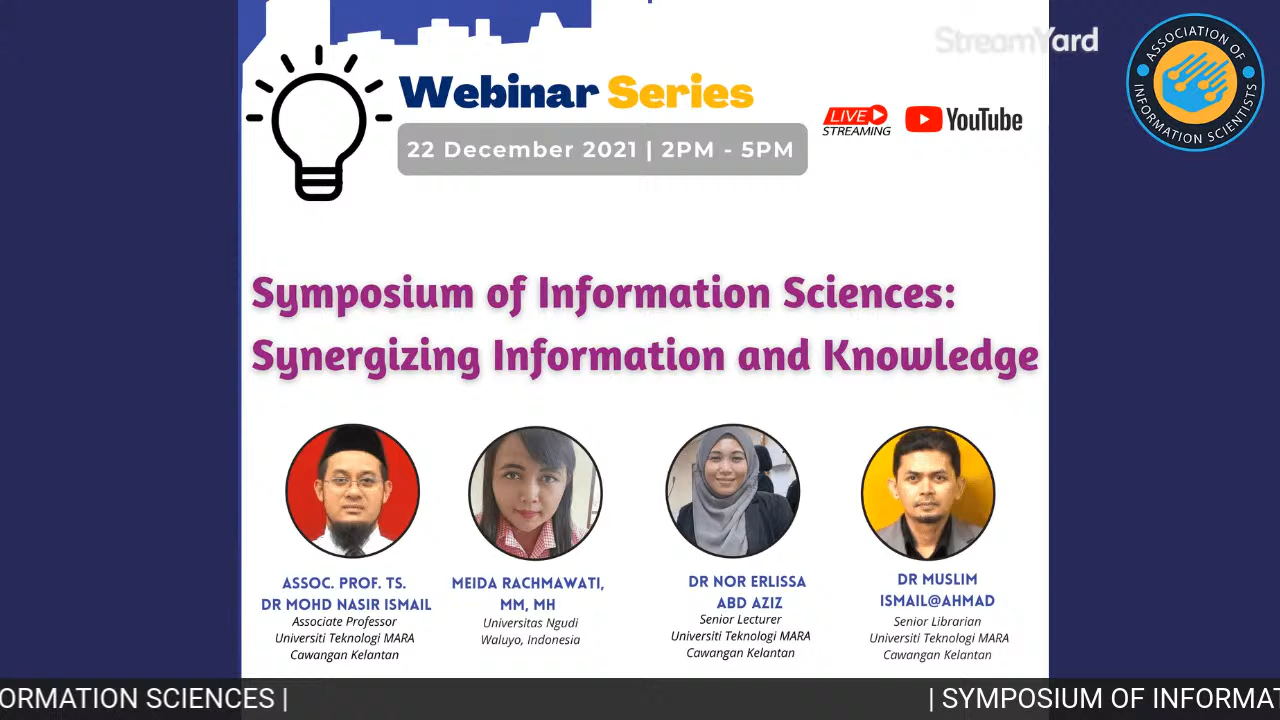 StreamYard
ASSOCIATION OF
INFORMATION SCIENTISTS
Webinar Series
22 December 2021 | 2PM - 5PM
LIVE
STREAMING
YouTube
Symposium of Information Sciences:
Synergizing Information and Knowledge
ASSOC. PROF. TS.
DR MOHD NASIR ISMAIL
Associate Professor
Universiti Teknologi MARA
Cawangan Kelantan
MEIDA RACHMAWATI,
MM, MH
Universitas Ngudi
Waluyo, Indonesia
DR NOR ERLISSA
ABD AZIZ
Senior Lecturer
Universiti Teknologi MARA
Cawangan Kelantan
DR MUSLIM
ISMAIL@AHMAD
Senior Librarian
Universiti Teknologi MARA
Cawangan Kelantan
ORMATION SCIENCES | | SYMPOSIUM OF INFORMAT